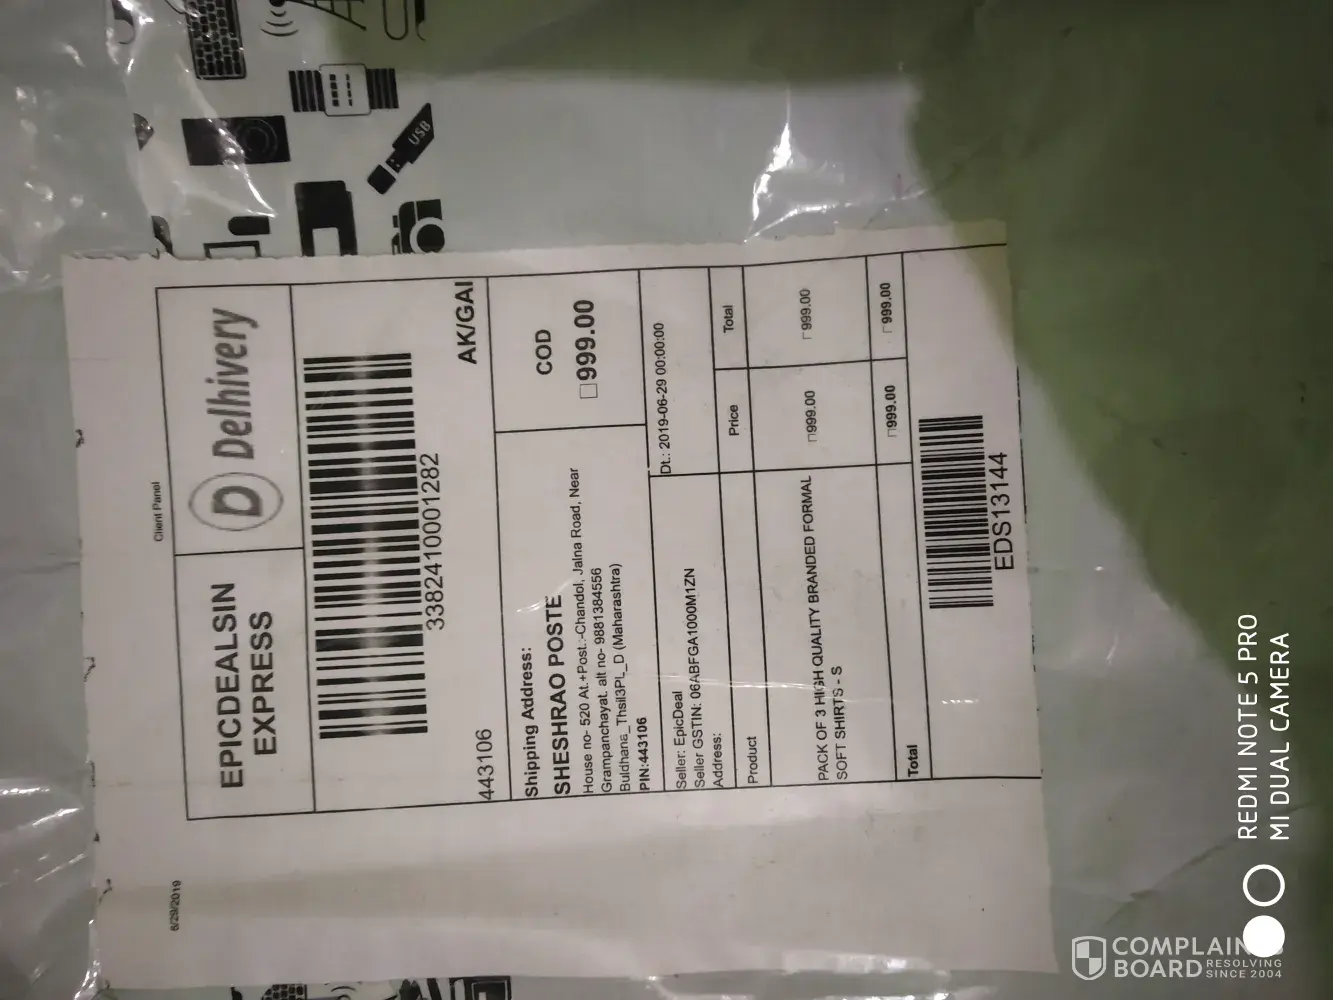 USB
6/29/2019
Client Panel
EPICDEALSIN
EXPRESS
D Delhivery
3382410001282
443106
AK/GAI
Shipping Address:
SHESHRAO POSTE
House no- 520 At.+Post.-Chandol, Jalna Road, Near
Grampanchayat. alt no- 9881384556
Buldhana_Thsil3PL_D (Maharashtra)
PIN:443106
COD
999.00
Seller: EpicDeal
Seller GSTIN: 06ABFGA1000M1ZN
Address:
Dt.: 2019-06-29 00:00:00
Product
Price
Total
PACK OF 3 HIGH QUALITY BRANDED FORMAL
SOFT SHIRTS - S
999.00
999.00
Total
999.00
999.00
EDS13144
REDMI NOTE 5 PRO
MI DUAL CAMERA
BOARD
RESOLVING
SINCE 2004